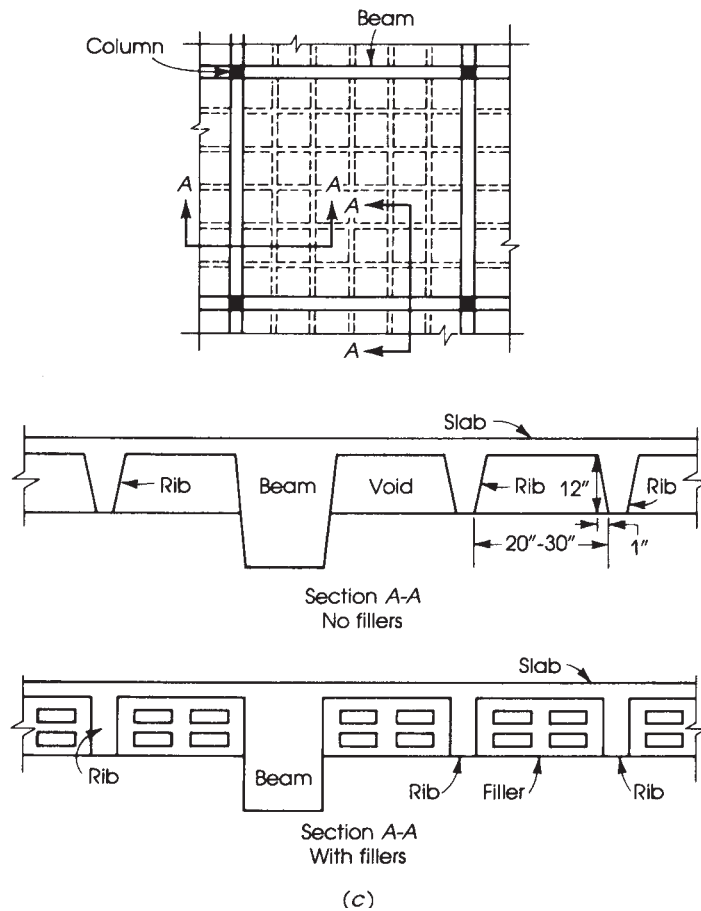 Beam
Column
A
A
A
A
Slab
Rib
Beam
Void
Rib
12"
Rib
20"-30"
1"
Section A-A
No fillers
Slab
Rib
Beam
Rib
Filler
Rib
Section A-A
With fillers
(c)